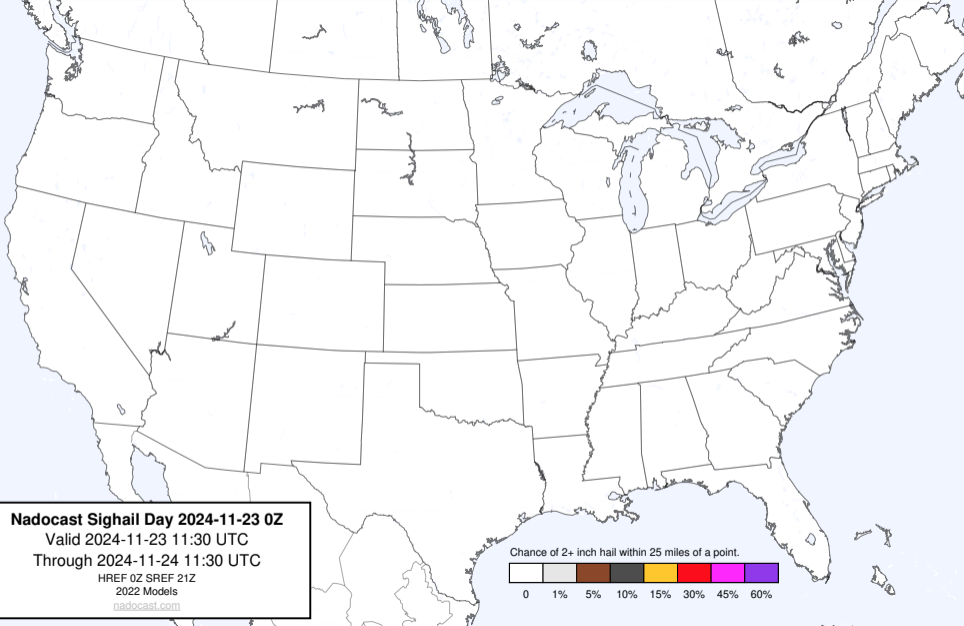 Nadocast Sighail Day 2024-11-23 0Z
Valid 2024-11-23 11:30 UTC
Through 2024-11-24 11:30 UTC
HREF 0Z SREF 21Z
2022 Models
nadocast.com
Chance of 2+ inch hail within 25 miles of a point.
0 1% 5% 10% 15% 30% 45% 60%